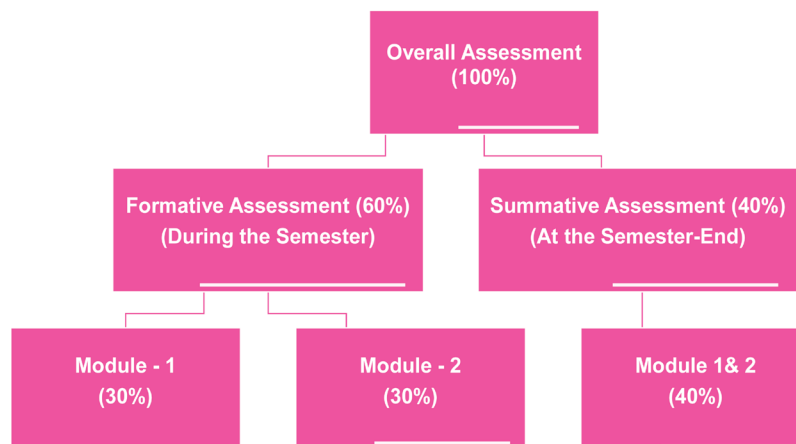 Overall Assessment
(100%)
Formative Assessment (60%)
(During the Semester)
Summative Assessment (40%)
(At the Semester-End)
Module - 1
(30%)
Module - 2
(30%)
Module 1& 2
(40%)